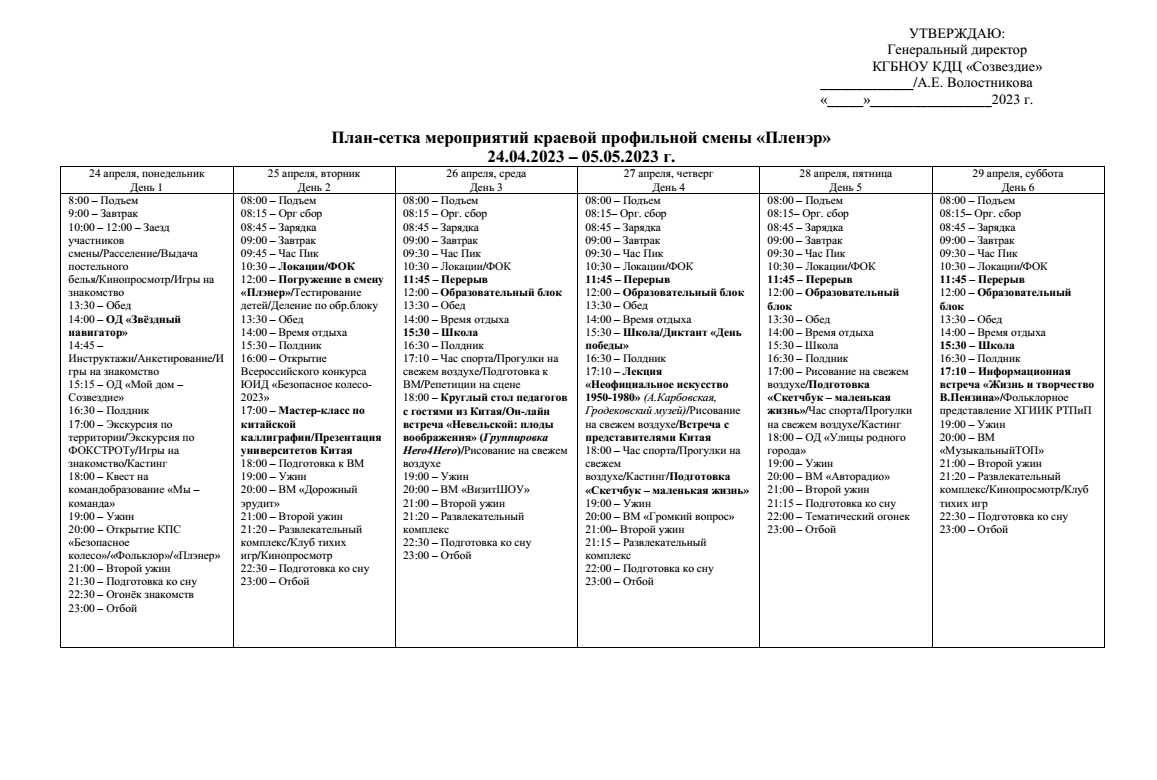 УТВЕРЖДАЮ:
Генеральный директор
КГБНОУ КДЦ «Созвездие»
_____________/А.Е. Волостникова
«_____»_________________2023 г.
План-сетка мероприятий краевой профильной смены «Пленэр»
24.04.2023 – 05.05.2023 г.
24 апреля, понедельник
День 1
8:00 – Подъем
9:00 – Завтрак
10:00 – 12:00 – Заезд
участников
смены/Расселение/Выдача
постельного
белья/Кинопросмотр/Игры на
знакомство
13:30 – Обед
14:00 – ОД «Звёздный
навигатор»
14:45 –
Инструктажи/Анкетирование/И
гры на знакомство
15:15 – ОД «Мой дом –
Созвездие»
16:30 – Полдник
17:00 – Экскурсия по
территории/Экскурсия по
ФОКСТРОТу/Игры на
знакомство/Кастинг
18:00 – Квест на
командобразование «Мы –
команда»
19:00 – Ужин
20:00 – Открытие КПС
«Безопасное
колесо»/«Фольклор»/«Плэнер»
21:00 – Второй ужин
21:30 – Подготовка ко сну
22:30 – Огонёк знакомств
23:00 – Отбой
25 апреля, вторник
День 2
08:00 – Подъем
08:15 – Орг сбор
08:45 – Зарядка
09:00 – Завтрак
09:45 – Час Пик
10:30 – Локации/ФОК
12:00 – Погружение в смену
«Плэнер»/Тестирование
детей/Деление по обр.блоку
13:30 – Обед
14:00 – Время отдыха
15:30 – Полдник
16:00 – Открытие
Всероссийского конкурса
ЮИД «Безопасное колесо-
2023»
17:00 – Мастер-класс по
китайской
каллиграфии/Презентация
университетов Китая
18:00 – Подготовка к ВМ
19:00 – Ужин
20:00 – ВМ «Дорожный
эрудит»
21:00 – Второй ужин
21:20 – Развлекательный
комплекс/Клуб тихих
игр/Кинопросмотр
22:30 – Подготовка ко сну
23:00 – Отбой
26 апреля, среда
День 3
08:00 – Подъем
08:15 – Орг. сбор
08:45 – Зарядка
09:00 – Завтрак
09:30 – Час Пик
10:30 – Локации/ФОК
11:45 – Перерыв
12:00 – Образовательный блок
13:30 – Обед
14:00 – Время отдыха
15:30 – Школа
16:30 – Полдник
17:10 – Час спорта/Прогулки на
свежем воздухе/Подготовка к
ВМ/Репетиции на сцене
18:00 – Круглый стол педагогов
с гостями из Китая/Он-лайн
встреча «Невельской: плоды
воображения» (Группировка
Hero4Hero)/Рисование на свежем
воздухе
19:00 – Ужин
20:00 – ВМ «ВизитШОУ»
21:00 – Второй ужин
21:20 – Развлекательный
комплекс
22:30 – Подготовка ко сну
23:00 – Отбой
27 апреля, четверг
День 4
08:00 – Подъем
08:15– Орг. сбор
08:45 – Зарядка
09:00 – Завтрак
09:30 – Час Пик
10:30 – Локации/ФОК
11:45 – Перерыв
12:00 – Образовательный блок
13:30 – Обед
14:00 – Время отдыха
15:30 – Школа/Диктант «День
победы»
16:30 – Полдник
17:10 – Лекция
«Неофициальное искусство
1950-1980» (А.Карбовская,
Гродековский музей)/Рисование
на свежем воздухе/Встреча с
представителями Китая
18:00 – Час спорта/Прогулки на
свежем
воздухе/Кастинг/Подготовка
«Скетчбук – маленькая жизнь»
19:00 – Ужин
20:00 – ВМ «Громкий вопрос»
21:00– Второй ужин
21:15 – Развлекательный
комплекс
22:00 – Подготовка ко сну
23:00 – Отбой
28 апреля, пятница
День 5
08:00 – Подъем
08:15– Орг. сбор
08:45 – Зарядка
09:00 – Завтрак
09:30 – Час Пик
10:30 – Локации/ФОК
11:45 – Перерыв
12:00 – Образовательный
блок
13:30 – Обед
14:00 – Время отдыха
15:30 – Школа
16:30 – Полдник
17:00 – Рисование на свежем
воздухе/Подготовка
«Скетчбук – маленькая
жизнь»/Час спорта/Прогулки
на свежем воздухе/Кастинг
18:00 – ОД «Улицы родного
города»
19:00 – Ужин
20:00 – ВМ «Авторадио»
21:00 – Второй ужин
21:15 – Подготовка ко сну
22:00 – Тематический огонек
23:00 – Отбой
29 апреля, суббота
День 6
08:00 – Подъем
08:15– Орг. сбор
08:45 – Зарядка
09:00 – Завтрак
09:30 – Час Пик
10:30 – Локации/ФОК
11:45 – Перерыв
12:00 – Образовательный
блок
13:30 – Обед
14:00 – Время отдыха
15:30 – Школа
16:30 – Полдник
17:10 – Информационная
встреча «Жизнь и творчество
В.Пензина»/Фольклорное
представление ХГИИК РТПиП
19:00 – Ужин
20:00 – ВМ
«МузыкальныйТОП»
21:00 – Второй ужин
21:20 – Развлекательный
комплекс/Кинопросмотр/Клуб
тихих игр
22:30 – Подготовка ко сну
23:00 – Отбой